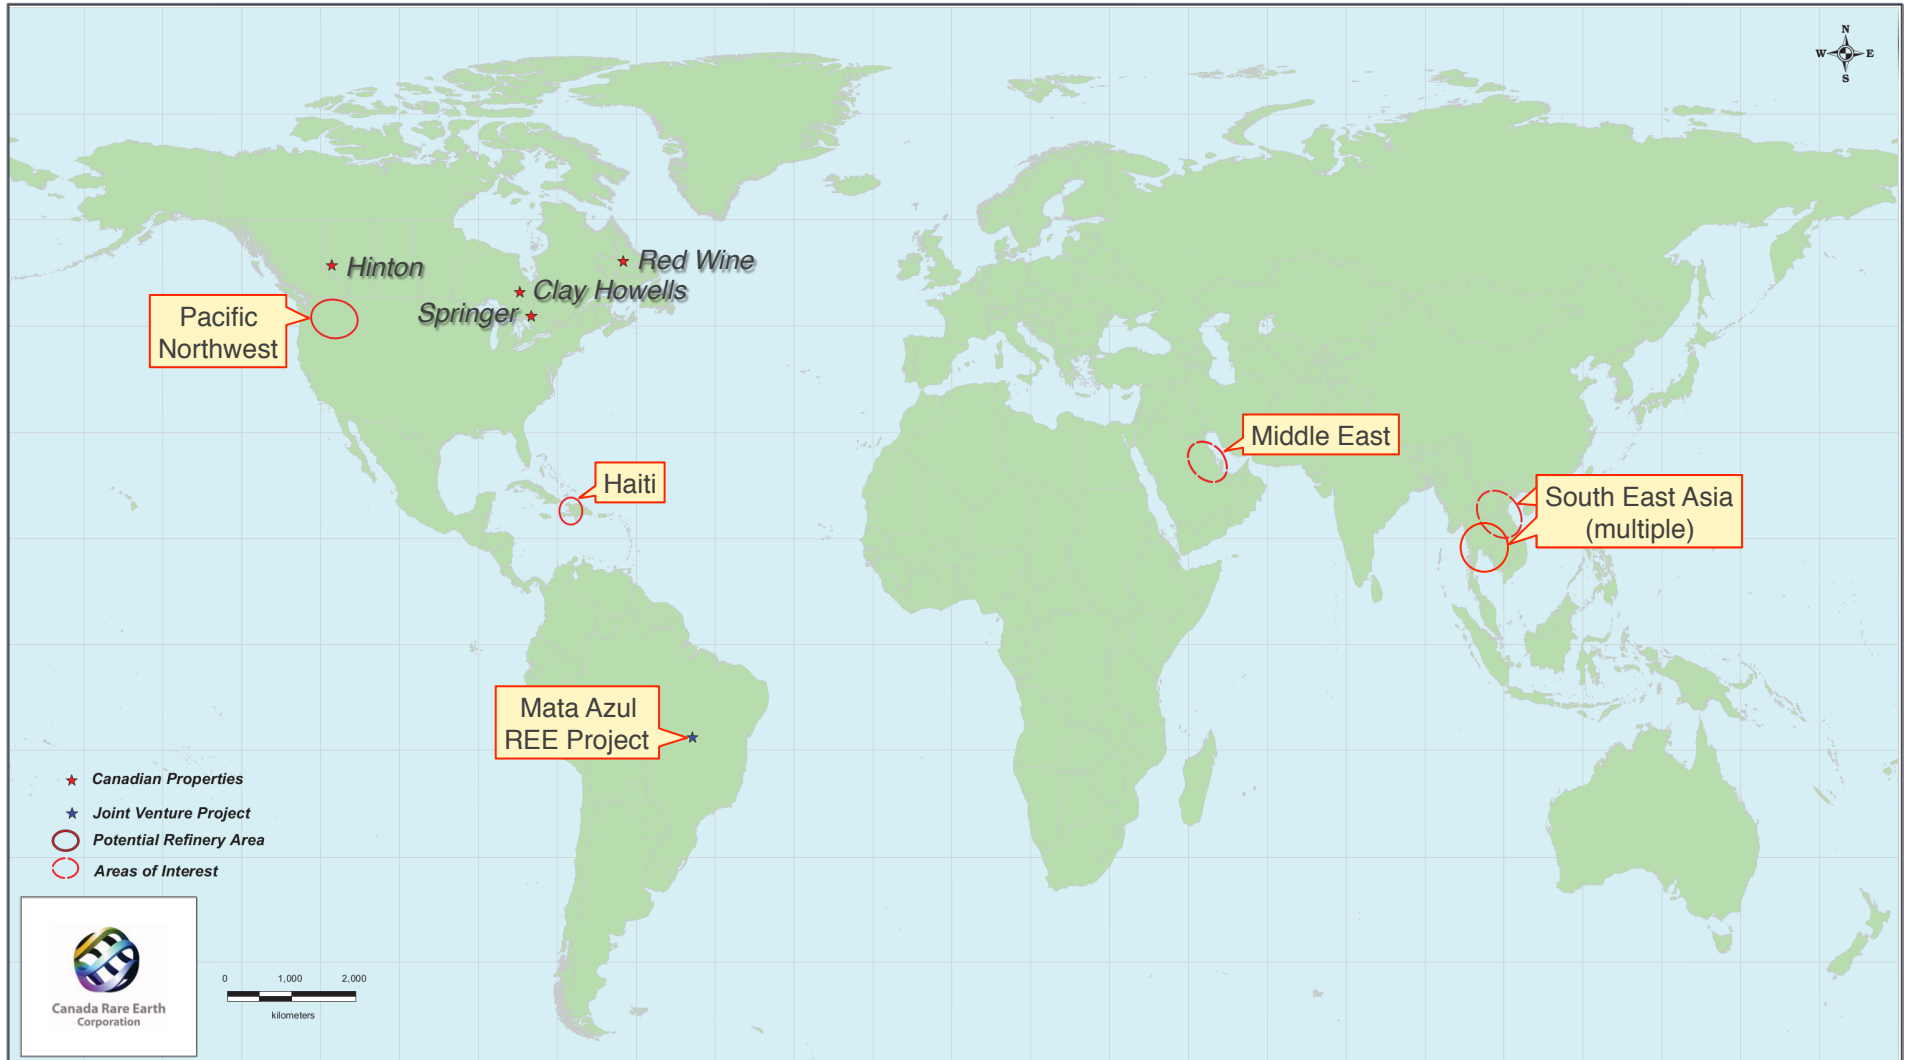 N
W E
S
Hinton
Red Wine
Clay Howells
Springer
Pacific
Northwest
Middle East
Haiti
South East Asia
(multiple)
Mata Azul
REE Project
Canadian Properties
Joint Venture Project
Potential Refinery Area
Areas of Interest
0 1,000 2,000
kilometers
Canada Rare Earth
Corporation